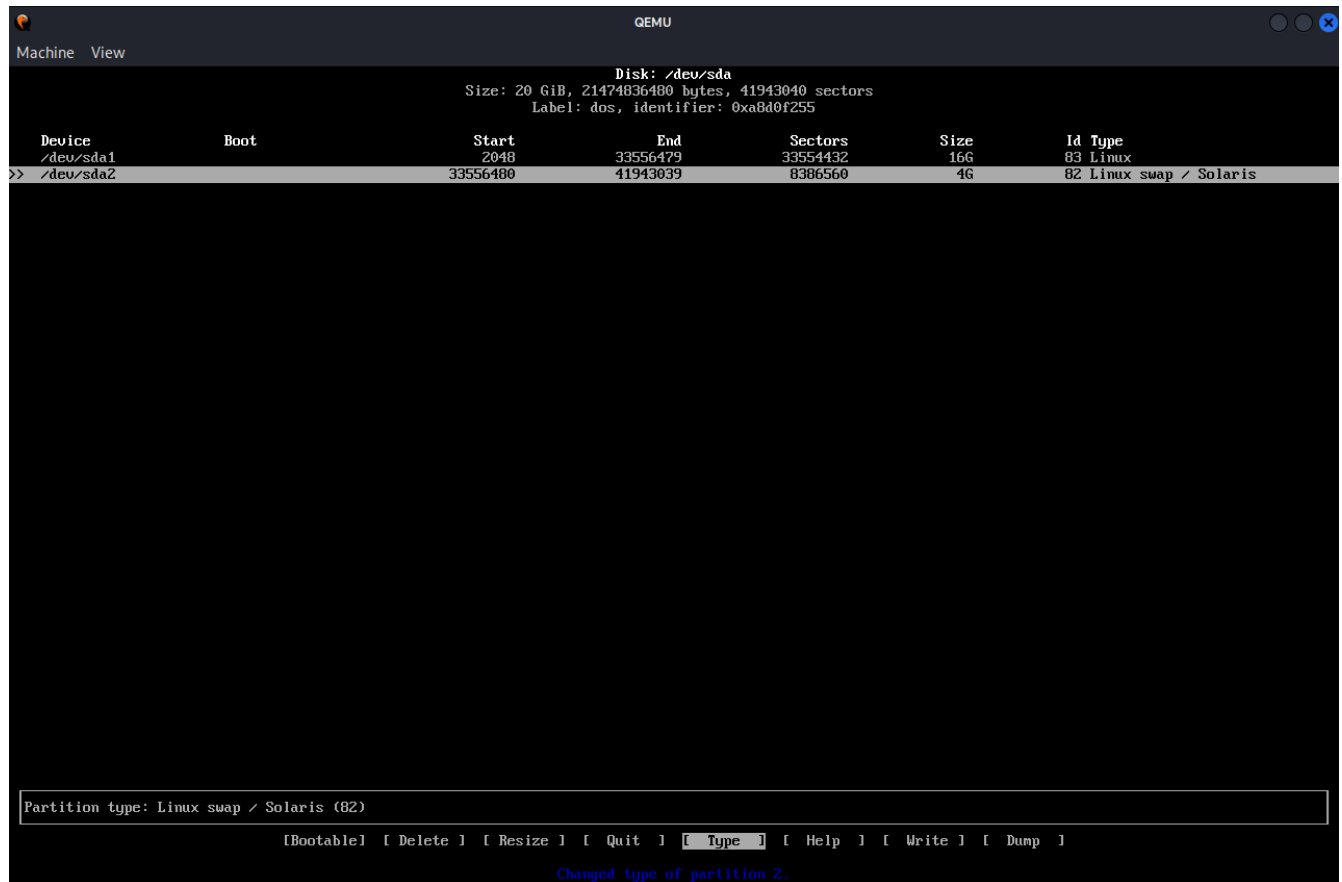 QEMU
Machine View
Disk: /dev/sda
Size: 20 GiB, 21474836480 bytes, 41943040 sectors
Label: dos, identifier: 0xa8d0f255
Device Boot Start End Sectors Size Id Type
/dev/sda1 2048 33556479 33554432 16G 83 Linux
>> /dev/sda2 33556480 41943039 8386560 4G 82 Linux swap / Solaris
Partition type: Linux swap / Solaris (82)
[Bootable] [ Delete ] [ Resize ] [ Quit ] [ Type ] [ Help ] [ Write ] [ Dump ]
Changed type of partition 2.